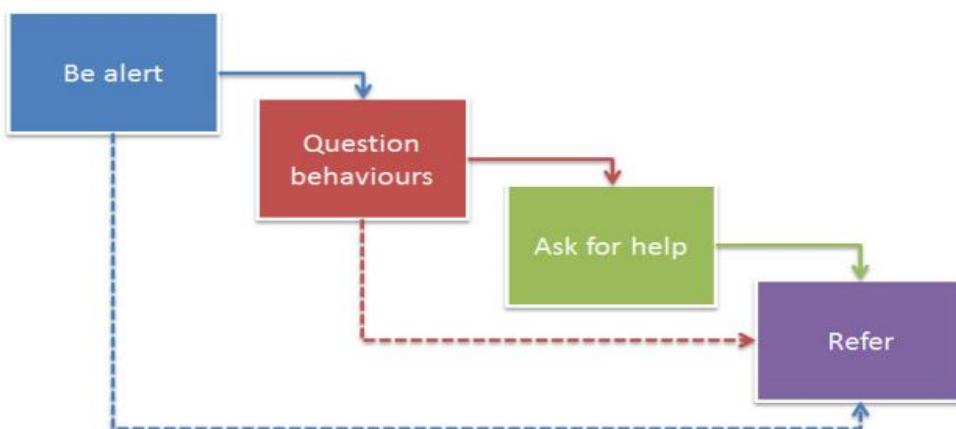 Be alert
Question
behaviours
Ask for help
Refer